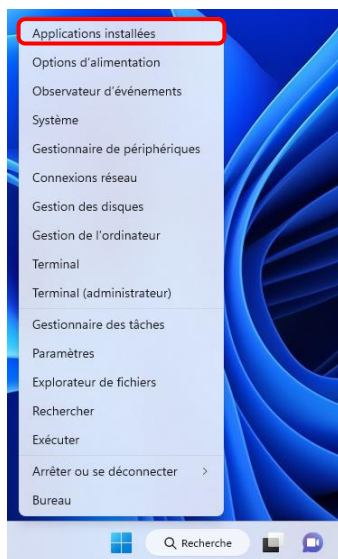 Applications installées
Options d'alimentation
Observateur d'événements
Système
Gestionnaire de périphériques
Connexions réseau
Gestion des disques
Gestion de l'ordinateur
Terminal
Terminal (administrateur)
Gestionnaire des tâches
Paramètres
Explorateur de fichiers
Rechercher
Exécuter
Arrêter ou se déconnecter
Bureau
Recherche